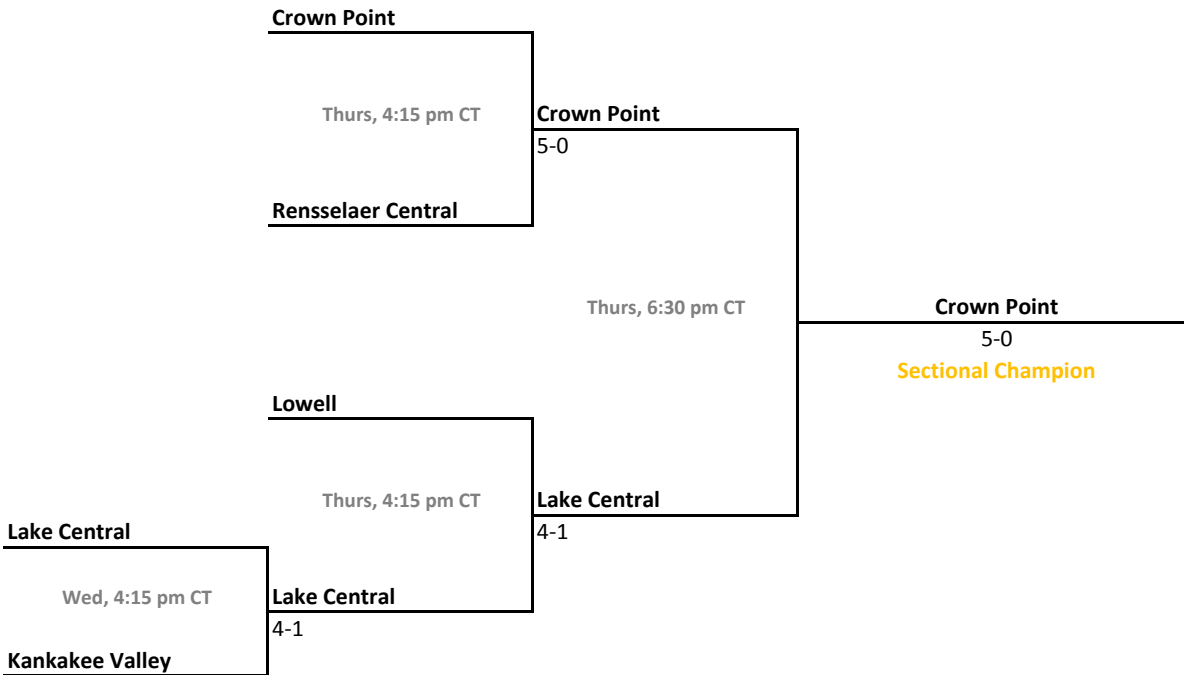 Crown Point
Thurs, 4:15 pm CT
Crown Point
5-0
Rensselaer Central
Thurs, 6:30 pm CT
Crown Point
5-0
Sectional Champion
Lowell
Thurs, 4:15 pm CT
Lake Central
4-1
Lake Central
Wed, 4:15 pm CT
Lake Central
4-1
Kankakee Valley